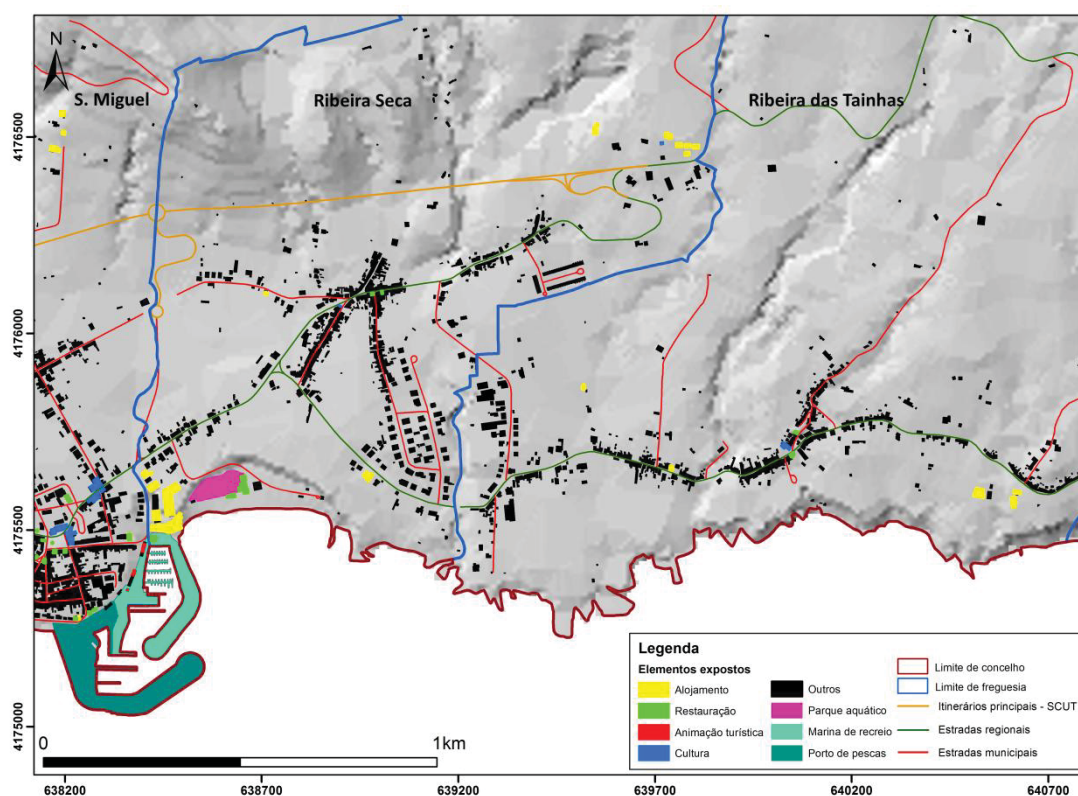 N
S. Miguel
Ribeira Seca
Ribeira das Tainhas
4176500
4176000
4175500
4175000
0
1km
Legenda
Elementos expostos
Alojamento
Restauração
Animação turística
Cultura
Outros
Parque aquático
Marina de recreio
Porto de pescas
Limite de concelho
Limite de freguesia
Itinerários principais - SCUT
Estradas regionais
Estradas municipais
638200
638700
639200
639700
640200
640700